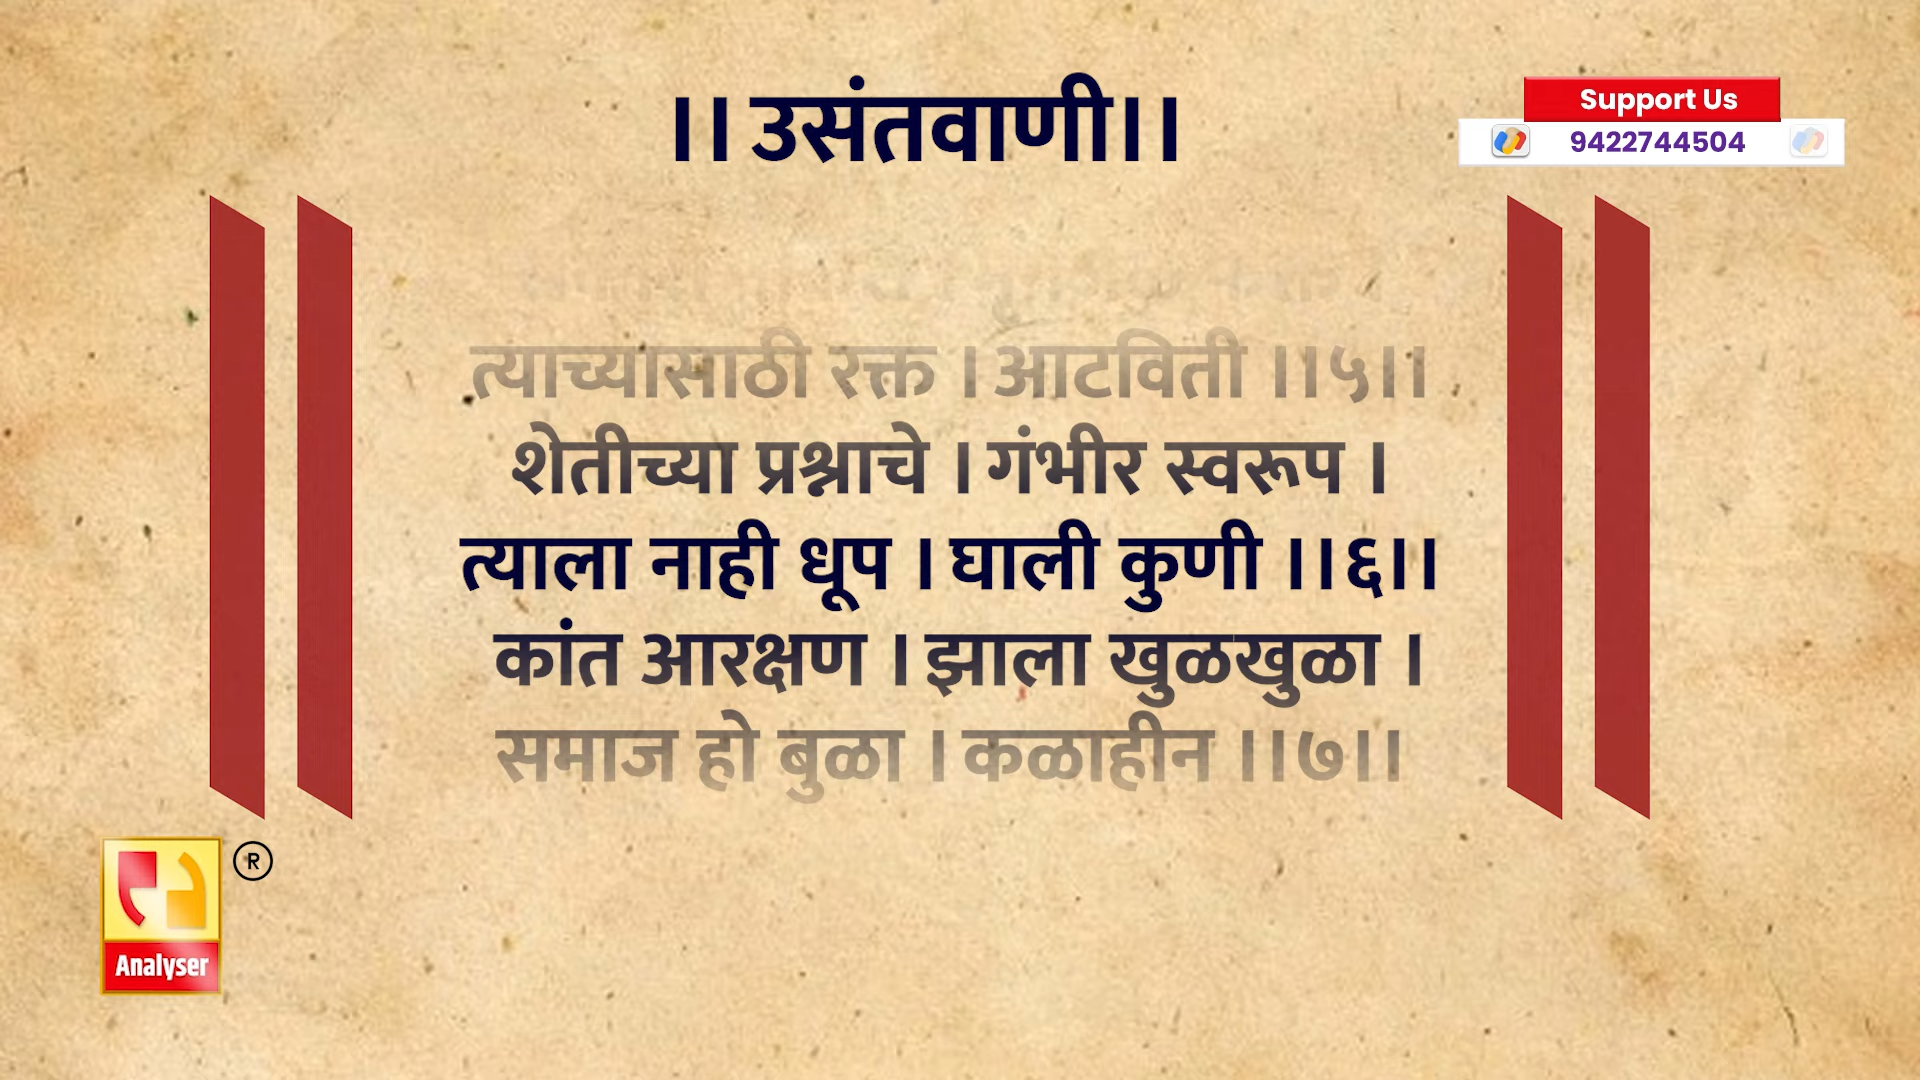 ।। उसंतवाणी।।
Support Us
9422744504
त्याच्यासाठी रक्त । आटविती ।।५।।
शेतीच्या प्रश्नाचे । गंभीर स्वरूप ।
त्याला नाही धूप । घाली कुणी ।।६।।
कांत आरक्षण । झाला खुळखुळा ।
समाज हो बुळा । कळाहीन ।।७।।
R
Analyser